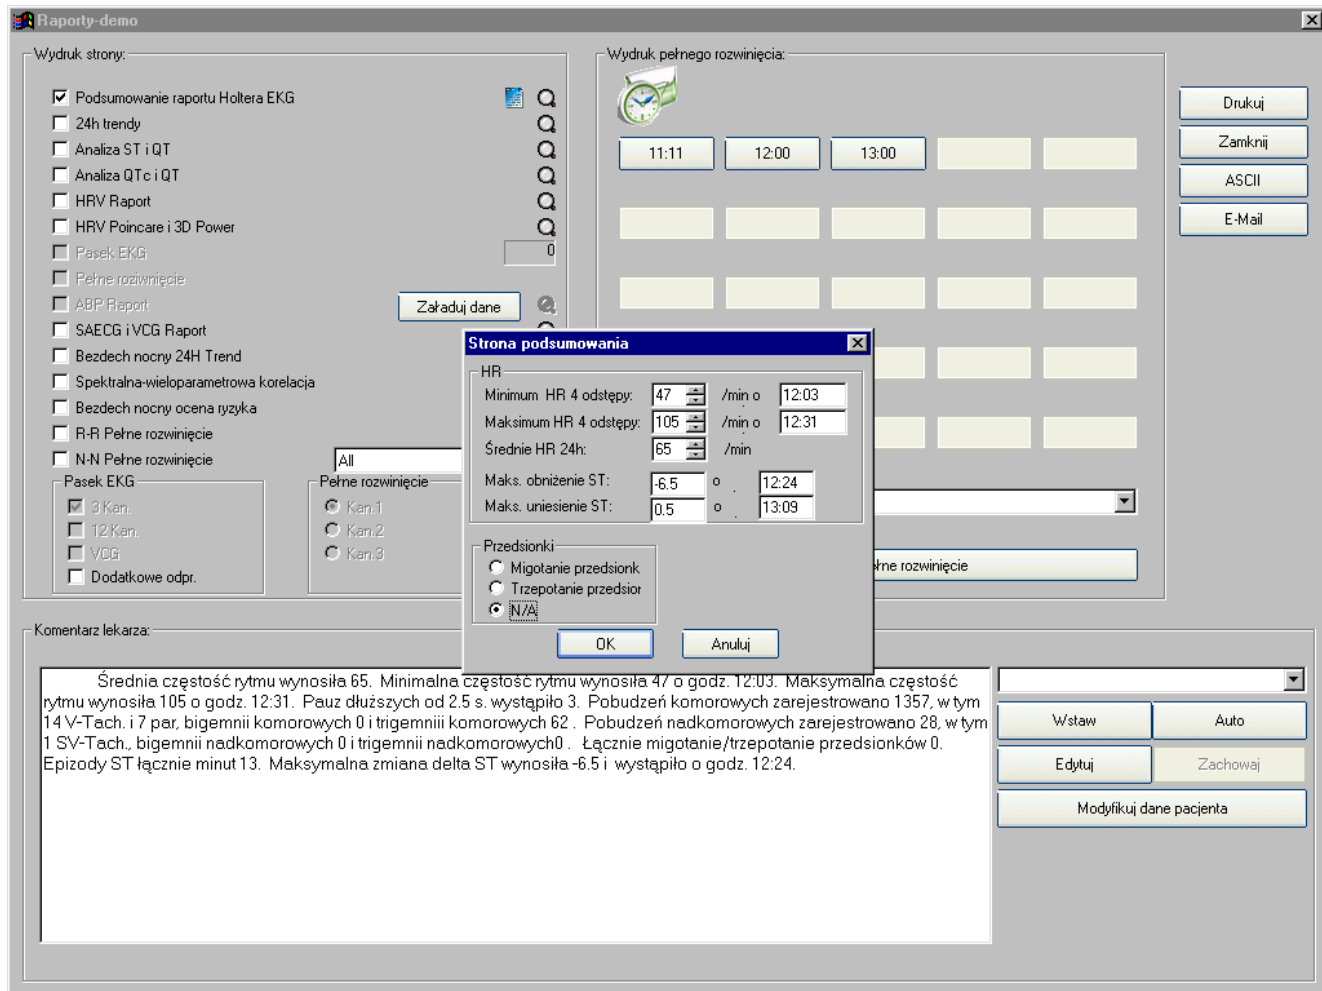 Raporty-demo
Wydruk strony:
Podsumowanie raportu Holtera EKG
24h trendy
Analiza ST i QT
Analiza QTc i QT
HRV Raport
HRV Poincare i 3D Power
Pasek EKG
0
Pełne roziwnięcie
ABP Raport
Załaduj dane
SAECG i VCG Raport
Bezdech nocny 24H Trend
Spektralna-wieloparametrowa korelacja
Bezdech nocny ocena ryzyka
R-R Pełne rozwinięcie
N-N Pełne rozwinięcie
All
Pasek EKG
3 Kan.
12 Kan.
VCG
Dodatkowe odpr.
Pełne rozwinięcie
Kan.1
Kan.2
Kan.3
Wydruk pełnego rozwinięcia:
11:11 12:00 13:00
rozwinięcie
Drukuj
Zamknij
ASCII
E-Mail
Strona podsumowania
HR
Minimum HR 4 odstępy: 47 /min o 12:03
Maksimum HR 4 odstępy: 105 /min o 12:31
Średnie HR 24h: 65 /min
Maks. obniżenie ST: -6.5 o 12:24
Maks. uniesienie ST: 0.5 o 13:09
Przedsionki
Migotanie przedsionk
Trzepotanie przedsior
N/A
OK Anuluj
Komentarz lekarza:
Średnia częstość rytmu wynosiła 65. Minimalna częstość rytmu wynosiła 47 o godz. 12:03. Maksymalna częstość
rytmu wynosiła 105 o godz. 12:31. Pauz dłuższych od 2.5 s. wystąpiło 3. Pobudzeń komorowych zarejestrowano 1357, w tym
14 V-Tach. i 7 par, bigemnii komorowych 0 i trigemniii komorowych 62 . Pobudzeń nadkomorowych zarejestrowano 28, w tym
1 SV-Tach., bigemnii nadkomorowych 0 i trigemnii nadkomorowych0 . Łącznie migotanie/trzepotanie przedsionków 0.
Epizody ST łącznie minut 13. Maksymalna zmiana delta ST wynosiła -6.5 i wystąpiło o godz. 12:24.
Wstaw Auto
Edytuj Zachowaj
Modyfikuj dane pacjenta